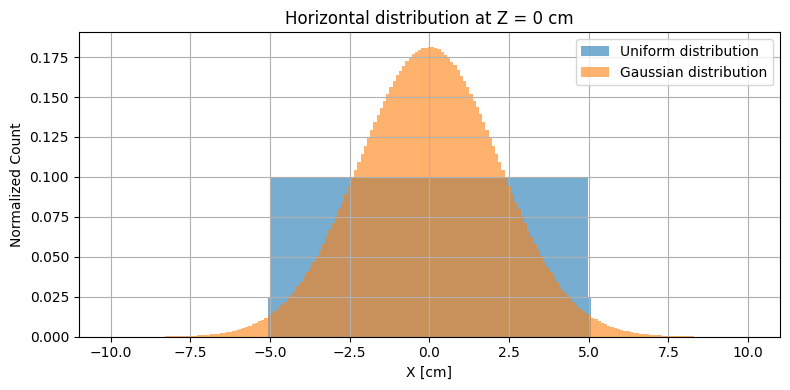 Horizontal distribution at Z = 0 cm
Uniform distribution
Gaussian distribution
Normalized Count
0.175
0.150
0.125
0.100
0.075
0.050
0.025
0.000
-10.0 -7.5 -5.0 -2.5 0.0 2.5 5.0 7.5 10.0
X [cm]